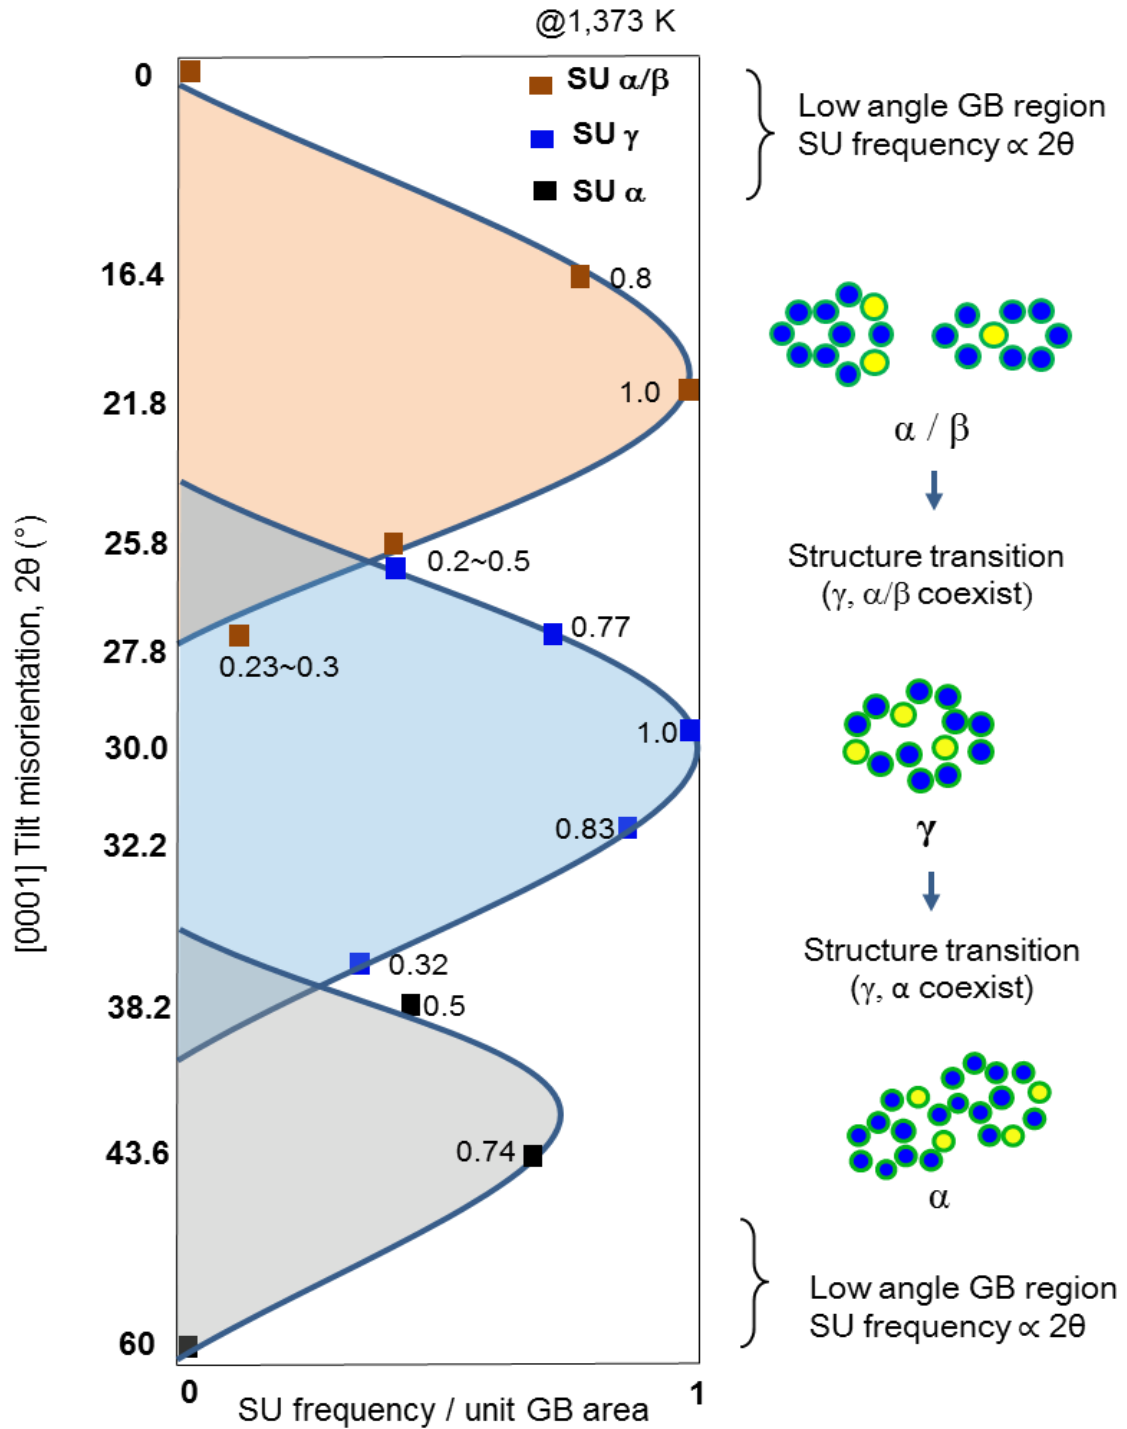 @1,373 K
0
SU α/β
SU γ
SU α
Low angle GB region
SU frequency ∝ 2θ
16.4
0.8
21.8
1.0
α / β
25.8
0.2~0.5
Structure transition
(γ, α/β coexist)
27.8
0.77
0.23~0.3
30.0
1.0
32.2
0.83
γ
[0001] Tilt misorientation, 2θ (°)
0.32
Structure transition
(γ, α coexist)
38.2
0.5
43.6
0.74
α
Low angle GB region
SU frequency ∝ 2θ
60
0
1
SU frequency / unit GB area